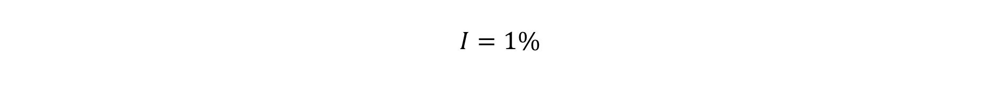 I = 1%